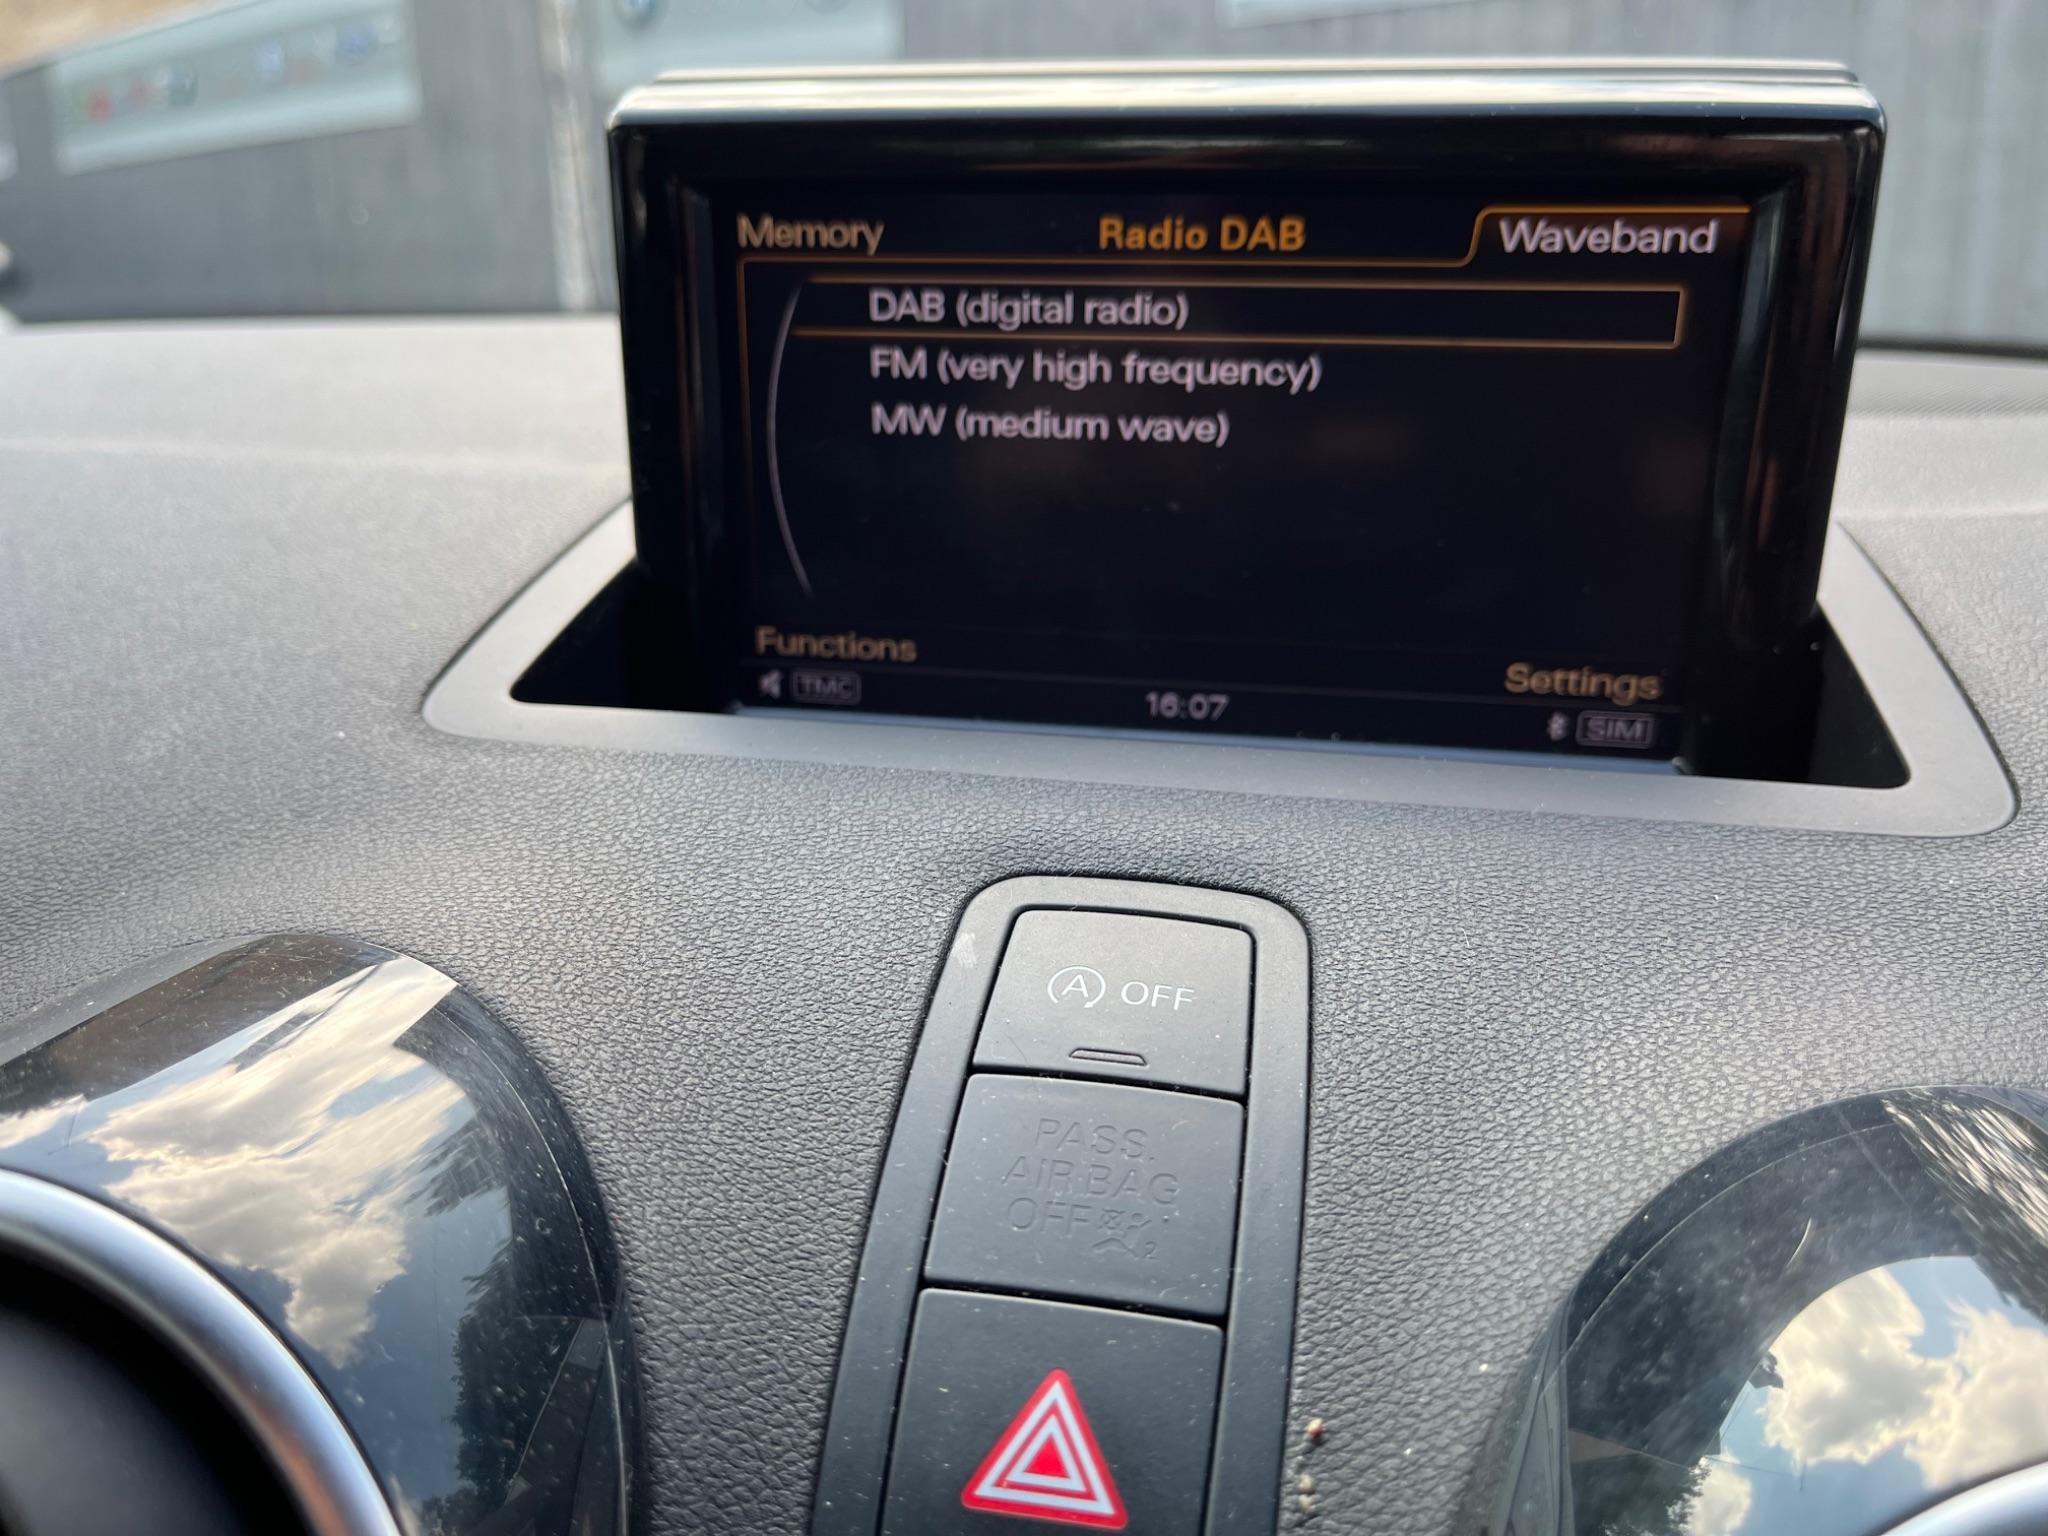 Memory Radio DAB Waveband
DAB (digital radio)
FM (very high frequency)
MW (medium wave)
Functions
Settings
TMC 16:07 SIM
A OFF
PASS.
AIR BAG
OFF
2